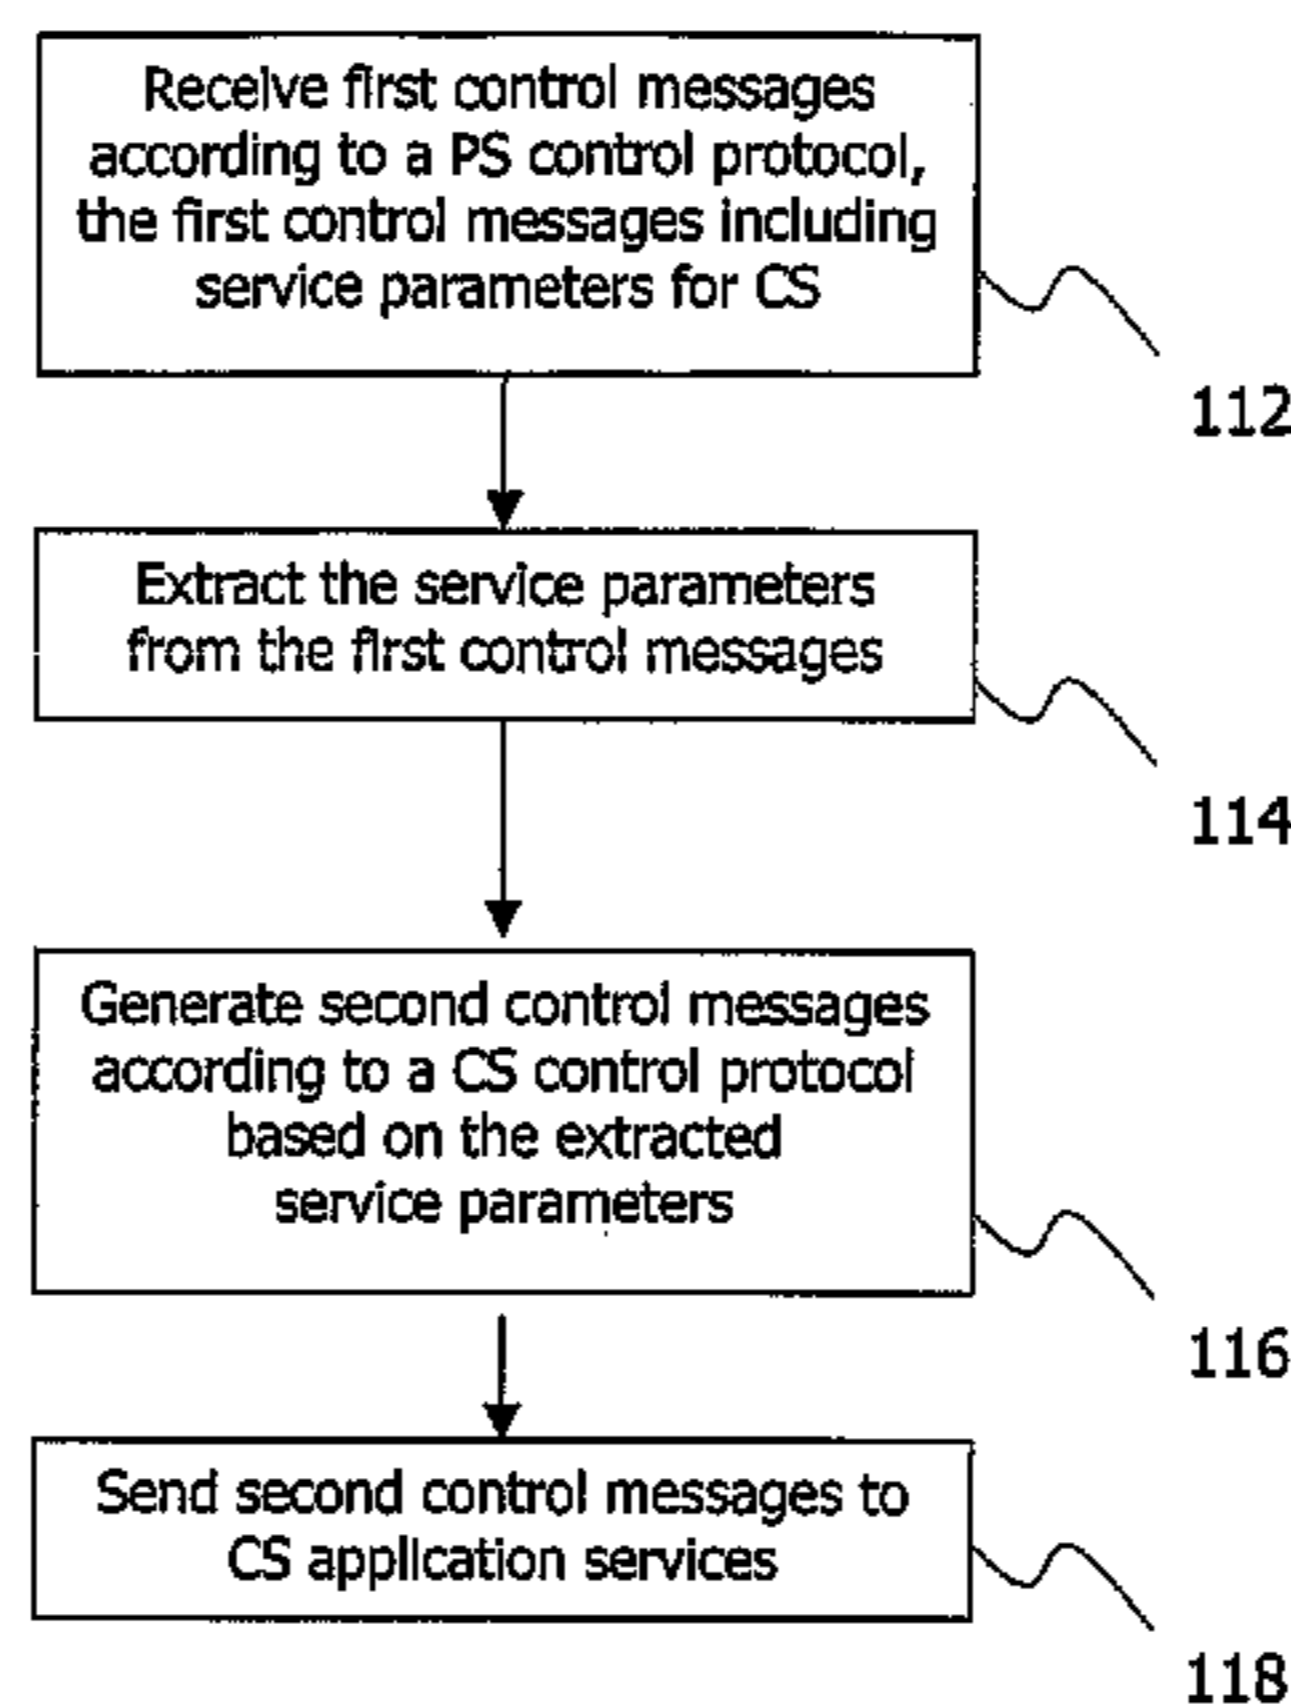 Receive first control messages
according to a PS control protocol,
the first control messages including
service parameters for CS
112
Extract the service parameters
from the first control messages
114
Generate second control messages
according to a CS control protocol
based on the extracted
service parameters
116
Send second control messages to
CS application services
118